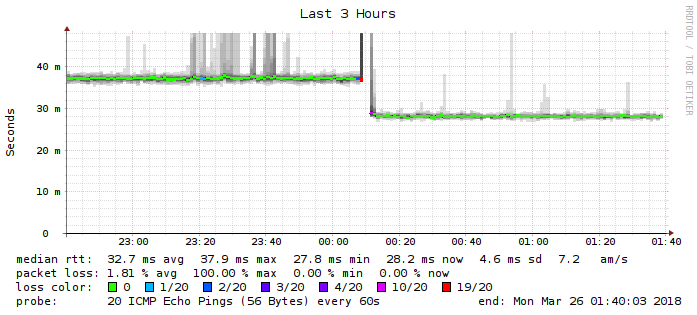 Last 3 Hours
RRDTOOL / TOBI OETIKER
Seconds
40 m
30 m
20 m
10 m
0
23:00 23:20 23:40 00:00 00:20 00:40 01:00 01:20 01:40
median rtt: 32.7 ms avg 37.9 ms max 27.8 ms min 28.2 ms now 4.6 ms sd 7.2 am/s
packet loss: 1.81 % avg 100.00 % max 0.00 % min 0.00 % now
loss color: 0 1/20 2/20 3/20 4/20 10/20 19/20
probe: 20 ICMP Echo Pings (56 Bytes) every 60s end: Mon Mar 26 01:40:03 2018